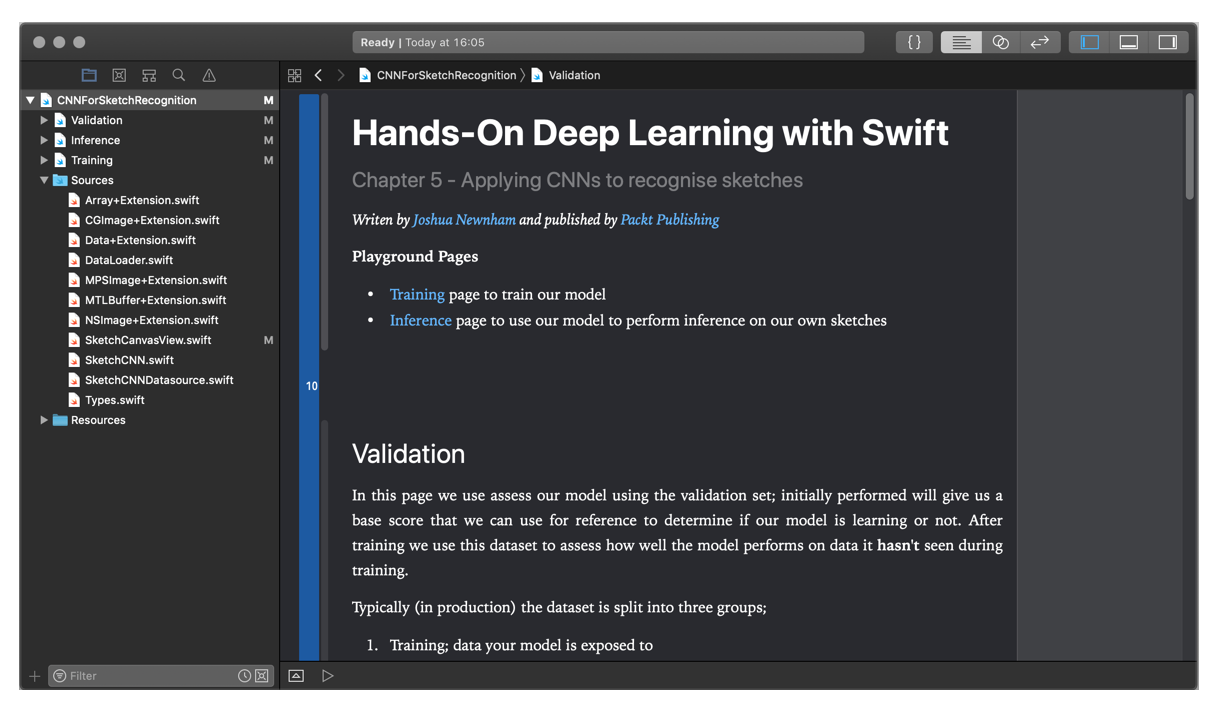 Ready | Today at 16:05
{}
CNNForSketchRecognition M
Validation M
Inference M
Training M
Sources
Array+Extension.swift
CGImage+Extension.swift
Data+Extension.swift
DataLoader.swift
MPSImage+Extension.swift
MTLBuffer+Extension.swift
NSImage+Extension.swift
SketchCanvasView.swift M
SketchCNN.swift
SketchCNNDatasource.swift
Types.swift
Resources
Filter
CNNForSketchRecognition 〉 Validation
Hands-On Deep Learning with Swift
Chapter 5 - Applying CNNs to recognise sketches
Writen by Joshua Newnham and published by Packt Publishing
Playground Pages
• Training page to train our model
• Inference page to use our model to perform inference on our own sketches
10
Validation
In this page we use assess our model using the validation set; initially performed will give us a
base score that we can use for reference to determine if our model is learning or not. After
training we use this dataset to assess how well the model performs on data it hasn't seen during
training.
Typically (in production) the dataset is split into three groups;
1. Training; data your model is exposed to